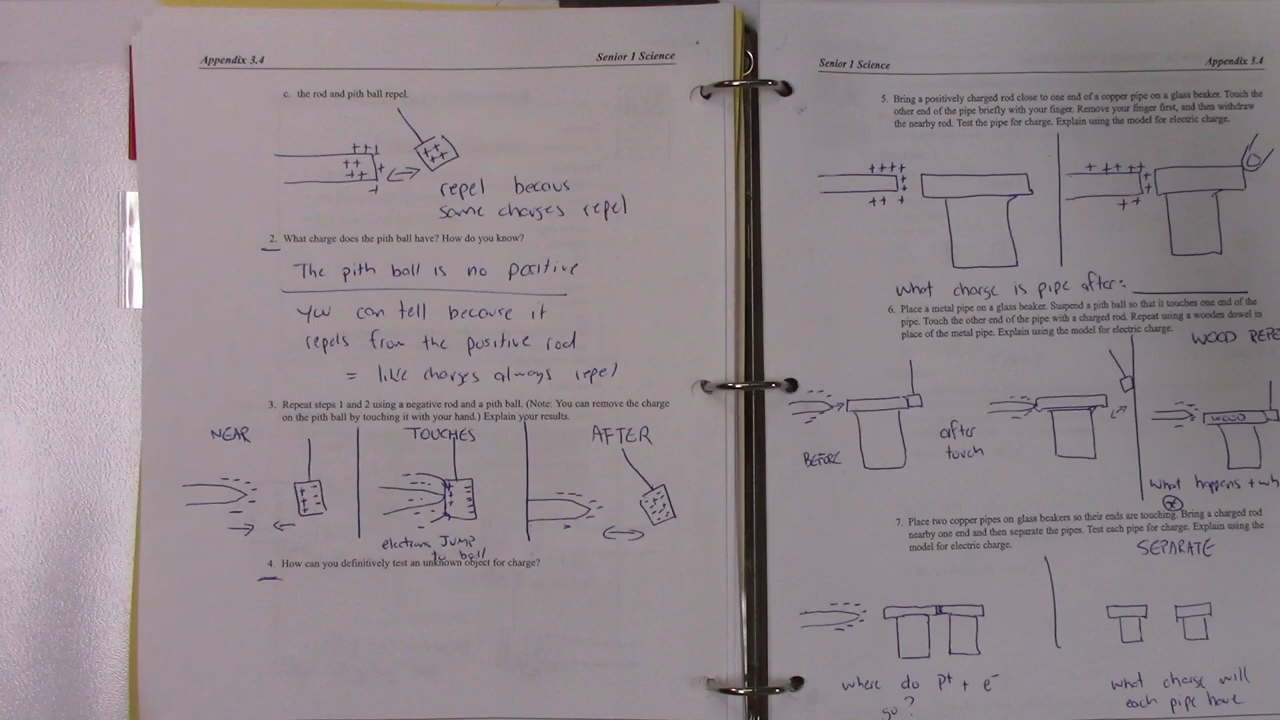 Appendix 3.4
Senior 1 Science
c. the rod and pith ball repel.
repel becaus
same charges repel
2. What charge does the pith ball have? How do you know?
The pith ball is no positive
you can tell because it
repels from the positive rod
= like charges always repel
3. Repeat steps 1 and 2 using a negative rod and a pith ball. (Note: You can remove the charge
on the pith ball by touching it with your hand.) Explain your results.
NEAR
TOUCHES
AFTER
electrons JUMP
to ball
4. How can you definitively test an unknown object for charge?
Senior 1 Science
Appendix 3.4
5. Bring a positively charged rod close to one end of a copper pipe on a glass beaker. Touch the
other end of the pipe briefly with your finger. Remove your finger first, and then withdraw
the nearby rod. Test the pipe for charge. Explain using the model for electric charge.
What charge is pipe after:
6. Place a metal pipe on a glass beaker. Suspend a pith ball so that it touches one end of the
pipe. Touch the other end of the pipe with a charged rod. Repeat using a wooden dowel in
place of the metal pipe. Explain using the model for electric charge.
WOOD REPE
BEFORE
after
touch
WOOD
What happens + wh
7. Place two copper pipes on glass beakers so their ends are touching. Bring a charged rod
nearby one end and then separate the pipes. Test each pipe for charge. Explain using the
model for electric charge.
SEPARATE
where do p+ + e-
go?
what charge will
each pipe have